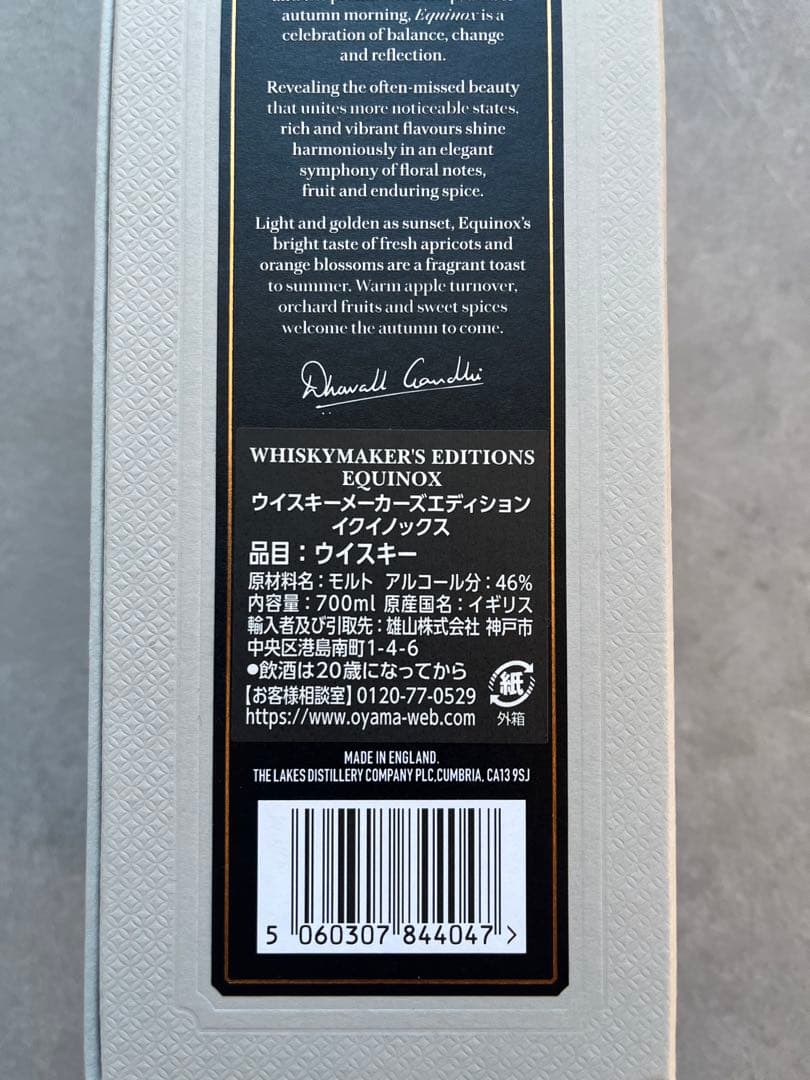 autumn morning, Equinox is a
celebration of balance, change
and reflection.
Revealing the often-missed beauty
that unites more noticeable states,
rich and vibrant flavours shine
harmoniously in an elegant
symphony of floral notes,
fruit and enduring spice.
Light and golden as sunset, Equinox's
bright taste of fresh apricots and
orange blossoms are a fragrant toast
to summer. Warm apple turnover,
orchard fruits and sweet spices
welcome the autumn to come.
Dhavall Gandhi
WHISKYMAKER'S EDITIONS
EQUINOX
ウイスキーメーカーズエディション
イクイノックス
品目：ウイスキー
原材料名：モルト アルコール分：46%
内容量：700ml 原産国名：イギリス
輸入者及び引取先：雄山株式会社 神戸市
中央区港島南町1-4-6
●飲酒は20歳になってから
【お客様相談室】0120-77-0529
https://www.oyama-web.com
紙
外箱
MADE IN ENGLAND.
THE LAKES DISTILLERY COMPANY PLC,CUMBRIA, CA13 9SJ
5 060307 844047 >